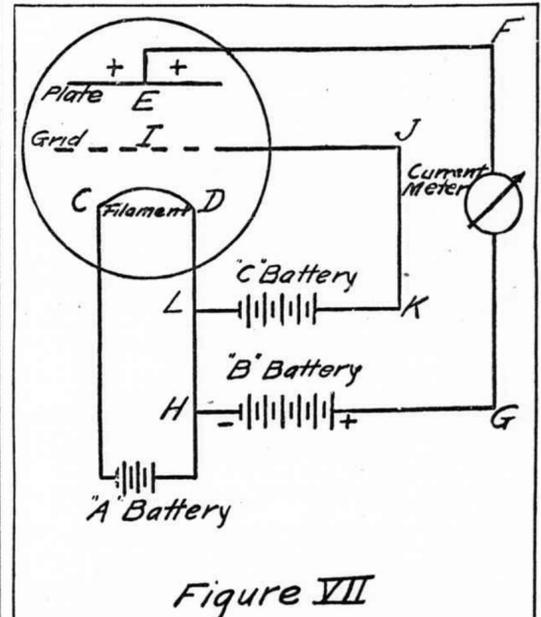 F
+ +
Plate E
Grid I J
Current
Meter
C Filament D
"C" Battery
L K
"B" Battery
H - + G
"A" Battery
Figure VII